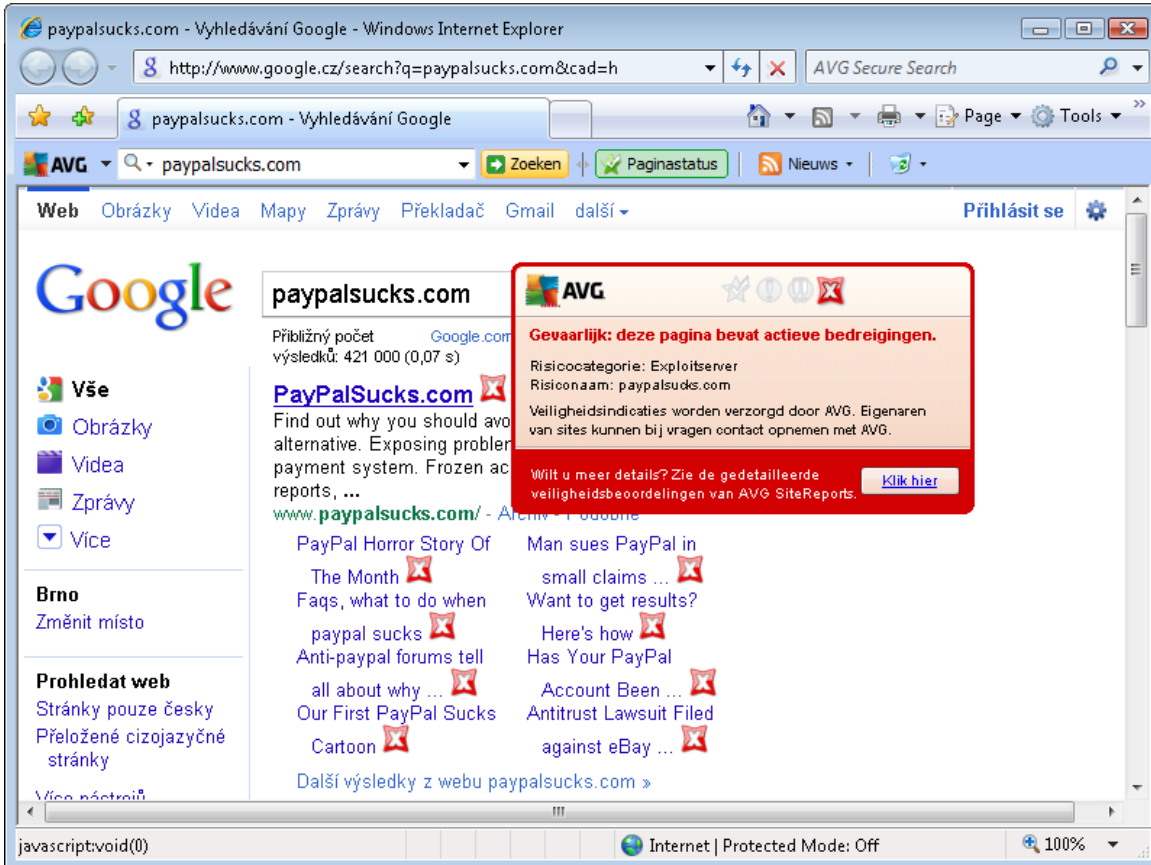 paypalsucks.com - Vyhledávání Google - Windows Internet Explorer
http://www.google.cz/search?q=paypalsucks.com&cad=h
AVG Secure Search
paypalsucks.com - Vyhledávání Google
Page
Tools
AVG
paypalsucks.com
Zoeken
Paginastatus
Nieuws
Web Obrázky Videa Mapy Zprávy Překladač Gmail další
Přihlásit se
Google
paypalsucks.com
Přibližný počet
výsledků: 421 000 (0,07 s)
Google.com
AVG
Gevaarlijk: deze pagina bevat actieve bedreigingen.
Risicocategorie: Exploitserver
Risiconaam: paypalsucks.com
Veiligheidsindicaties worden verzorgd door AVG. Eigenaren
van sites kunnen bij vragen contact opnemen met AVG.
Wilt u meer details? Zie de gedetailleerde
veiligheidsbeoordelingen van AVG SiteReports.
Klik hier
Vše
Obrázky
Videa
Zprávy
Více
Brno
Změnit místo
Prohledat web
Stránky pouze česky
Přeložené cizojazyčné
stránky
Více nástrojů
PayPalSucks.com
Find out why you should avo
alternative. Exposing probler
payment system. Frozen ac
reports, ...
www.paypalsucks.com/ - Archiv - Podobné
PayPal Horror Story Of
The Month
Faqs, what to do when
paypal sucks
Anti-paypal forums tell
all about why ...
Our First PayPal Sucks
Cartoon
Man sues PayPal in
small claims ...
Want to get results?
Here's how
Has Your PayPal
Account Been ...
Antitrust Lawsuit Filed
against eBay ...
Další výsledky z webu paypalsucks.com »
javascript:void(0)
Internet | Protected Mode: Off
100%